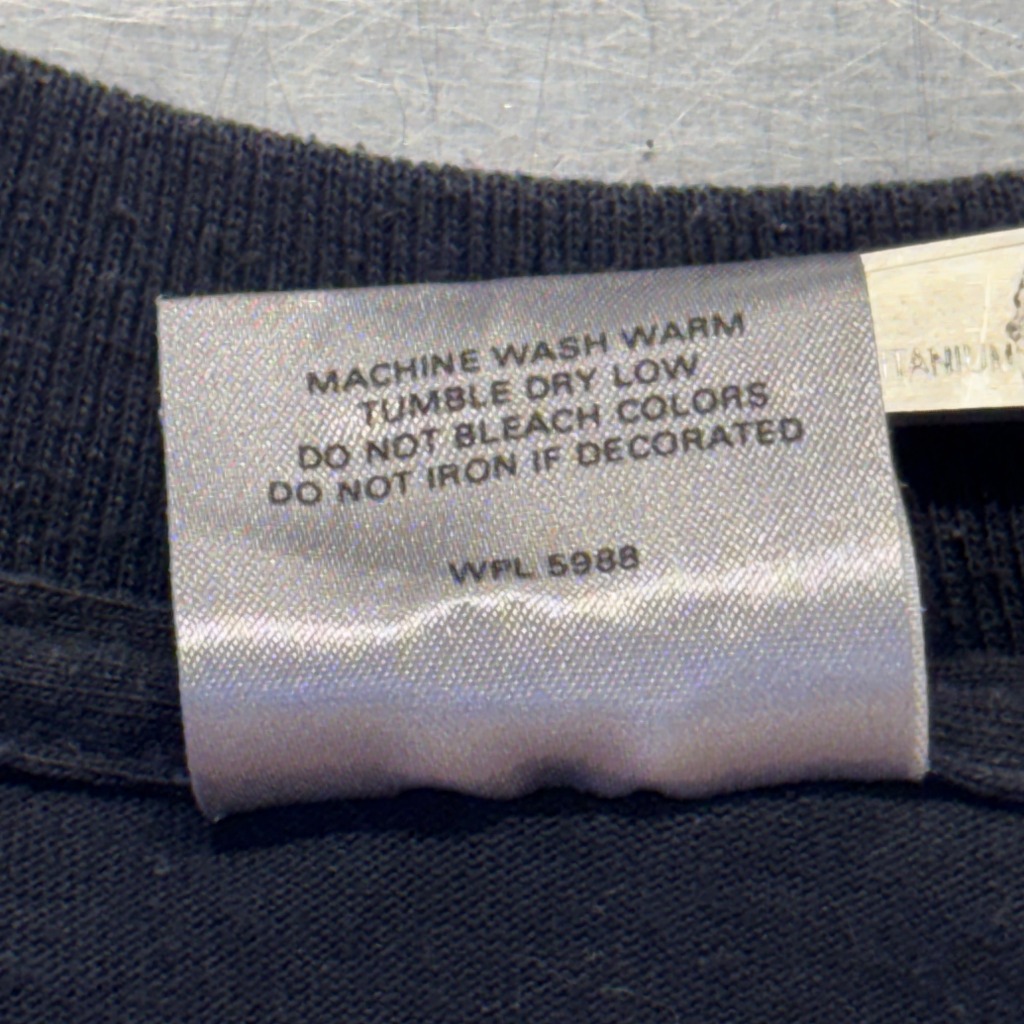 MACHINE WASH WARM
TUMBLE DRY LOW
DO NOT BLEACH COLORS
DO NOT IRON IF DECORATED
WPL 5988